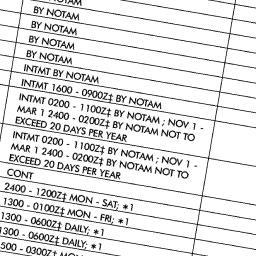 BY NOTAM
BY NOTAM
BY NOTAM
BY NOTAM
INTMT BY NOTAM
INTMT 1600 - 0900Z‡ BY NOTAM
INTMT 0200 - 1100Z‡ BY NOTAM ; NOV 1 -
MAR 1 2400 - 0200Z‡ BY NOTAM NOT TO
EXCEED 20 DAYS PER YEAR
INTMT 0200 - 1100Z‡ BY NOTAM ; NOV 1 -
MAR 1 2400 - 0200Z‡ BY NOTAM NOT TO
EXCEED 20 DAYS PER YEAR
CONT
2400 - 1200Z‡ MON - SAT; ∗1
1300 - 0100Z‡ MON - FRI; ∗1
1300 - 0600Z‡ DAILY; ∗1
1300 - 0600Z‡ DAILY; ∗1
- 0300Z‡ MON